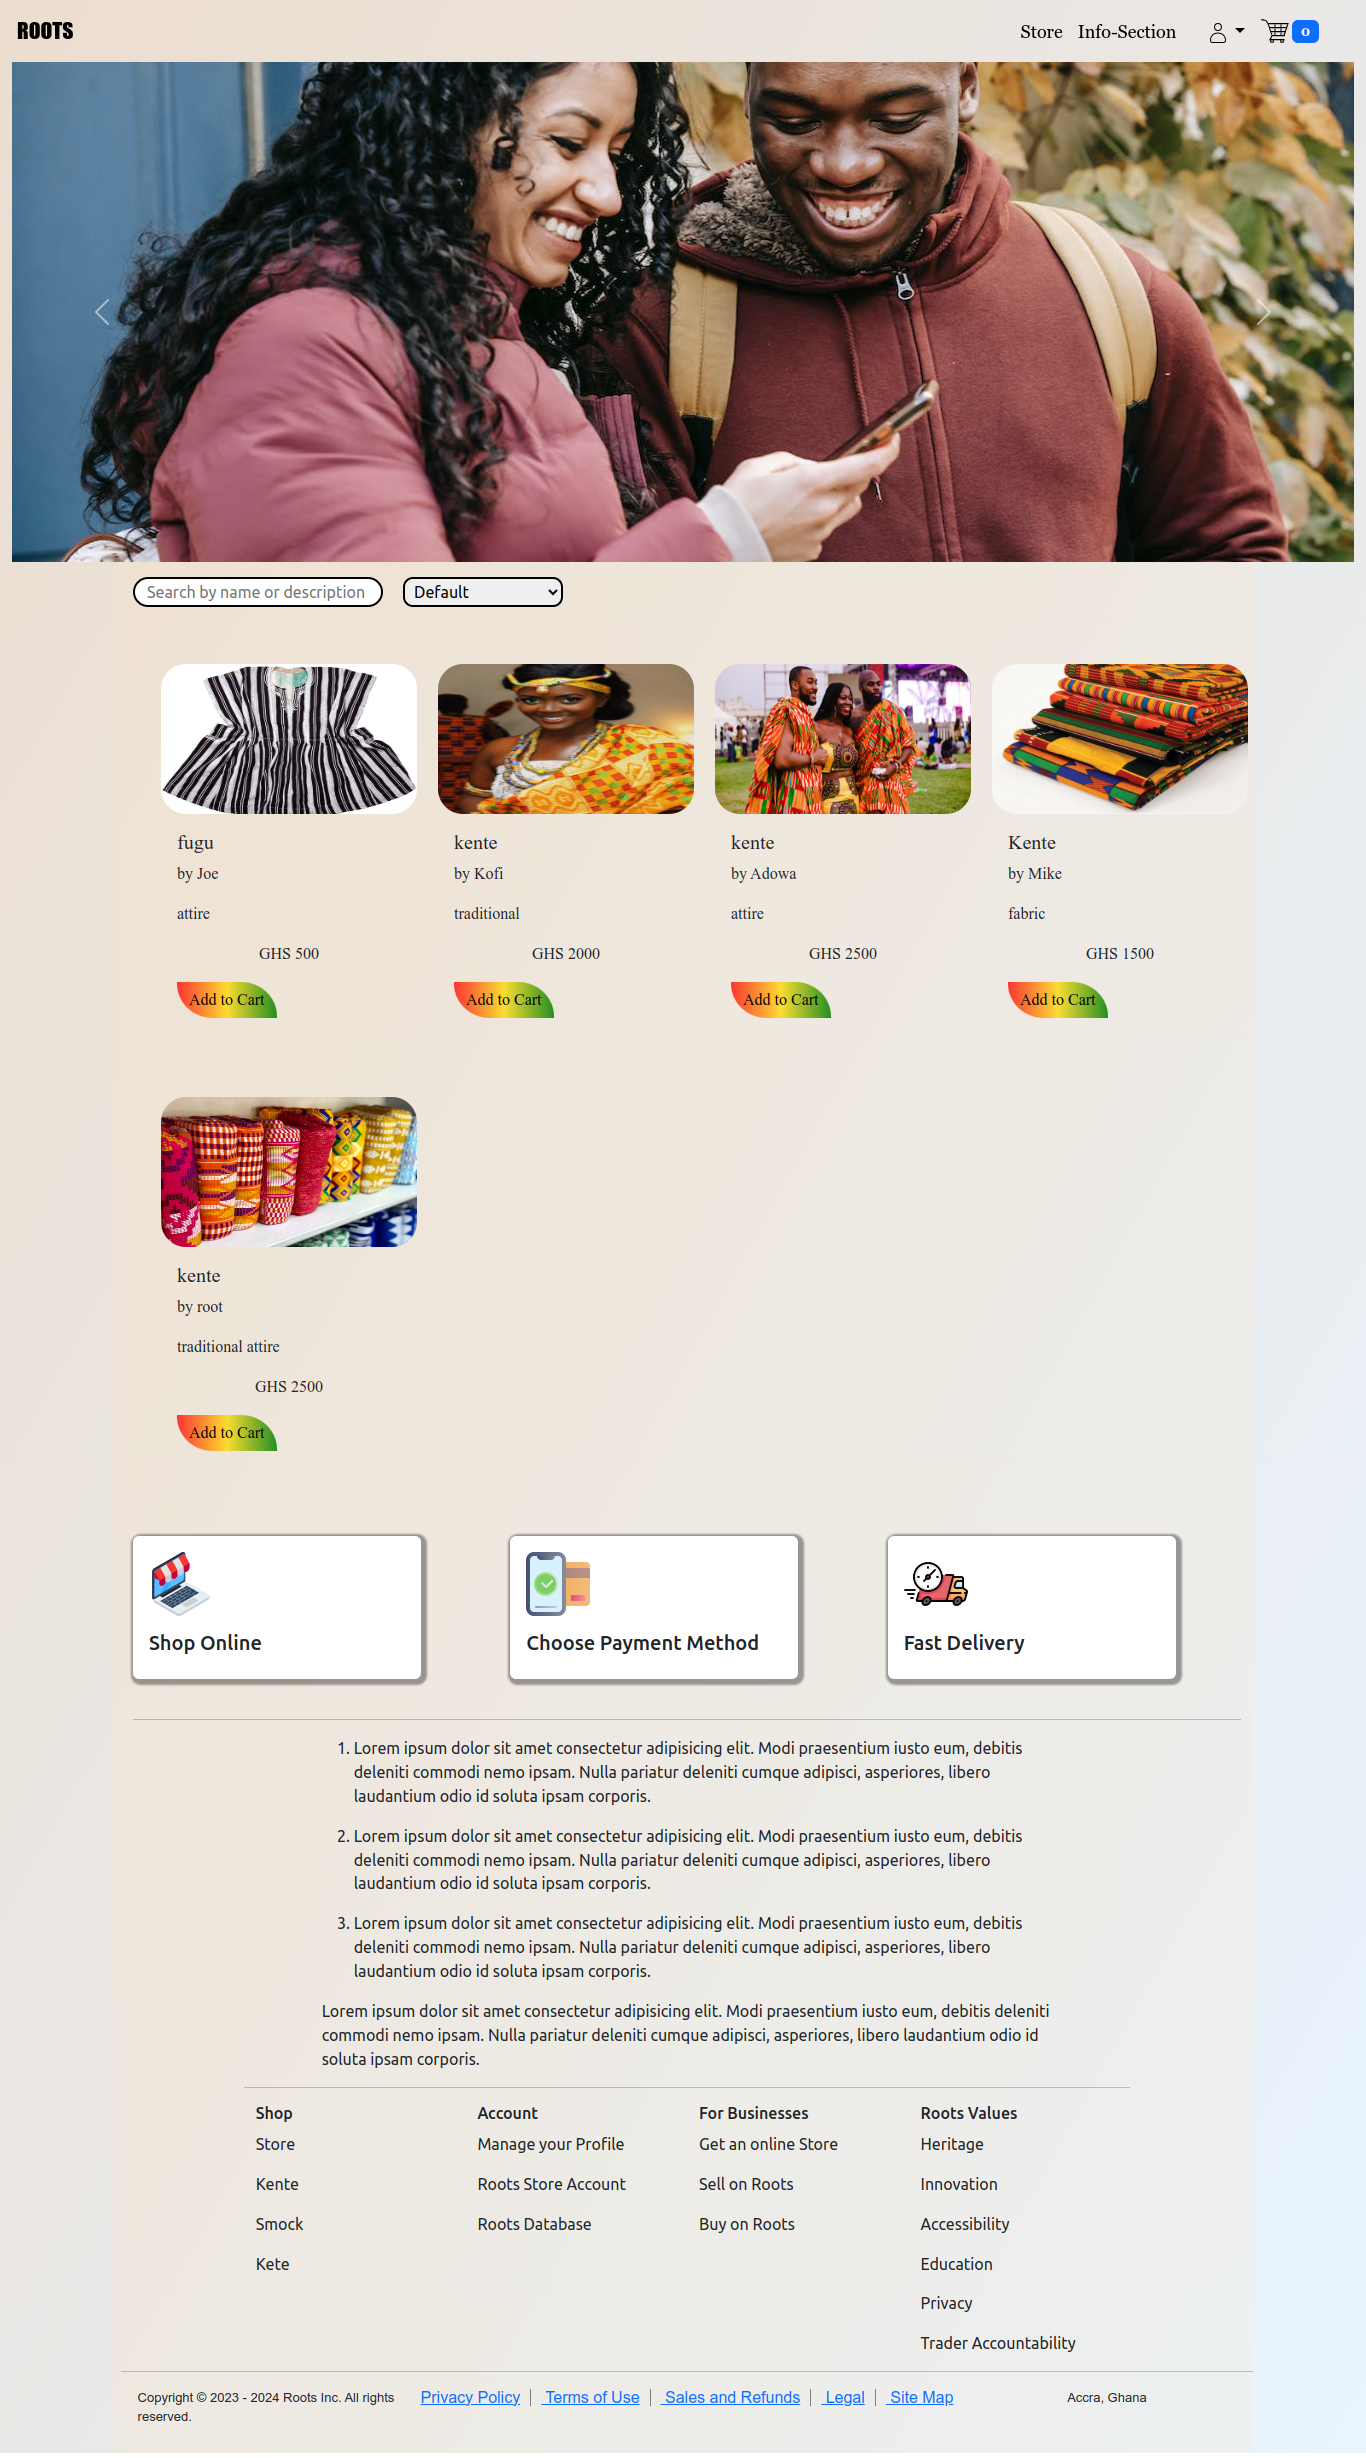 ROOTS
Store Info-Section 0
Search by name or description Default
fugu
by Joe
attire
GHS 500
Add to Cart
kente
by Kofi
traditional
GHS 2000
Add to Cart
kente
by Adowa
attire
GHS 2500
Add to Cart
Kente
by Mike
fabric
GHS 1500
Add to Cart
kente
by root
traditional attire
GHS 2500
Add to Cart
Shop Online
Choose Payment Method
Fast Delivery
1. Lorem ipsum dolor sit amet consectetur adipisicing elit. Modi praesentium iusto eum, debitis
deleniti commodi nemo ipsam. Nulla pariatur deleniti cumque adipisci, asperiores, libero
laudantium odio id soluta ipsam corporis.
2. Lorem ipsum dolor sit amet consectetur adipisicing elit. Modi praesentium iusto eum, debitis
deleniti commodi nemo ipsam. Nulla pariatur deleniti cumque adipisci, asperiores, libero
laudantium odio id soluta ipsam corporis.
3. Lorem ipsum dolor sit amet consectetur adipisicing elit. Modi praesentium iusto eum, debitis
deleniti commodi nemo ipsam. Nulla pariatur deleniti cumque adipisci, asperiores, libero
laudantium odio id soluta ipsam corporis.
Lorem ipsum dolor sit amet consectetur adipisicing elit. Modi praesentium iusto eum, debitis deleniti
commodi nemo ipsam. Nulla pariatur deleniti cumque adipisci, asperiores, libero laudantium odio id
soluta ipsam corporis.
Shop
Store
Kente
Smock
Kete
Account
Manage your Profile
Roots Store Account
Roots Database
For Businesses
Get an online Store
Sell on Roots
Buy on Roots
Roots Values
Heritage
Innovation
Accessibility
Education
Privacy
Trader Accountability
Copyright © 2023 - 2024 Roots Inc. All rights
reserved.
Privacy Policy | Terms of Use | Sales and Refunds | Legal | Site Map
Accra, Ghana